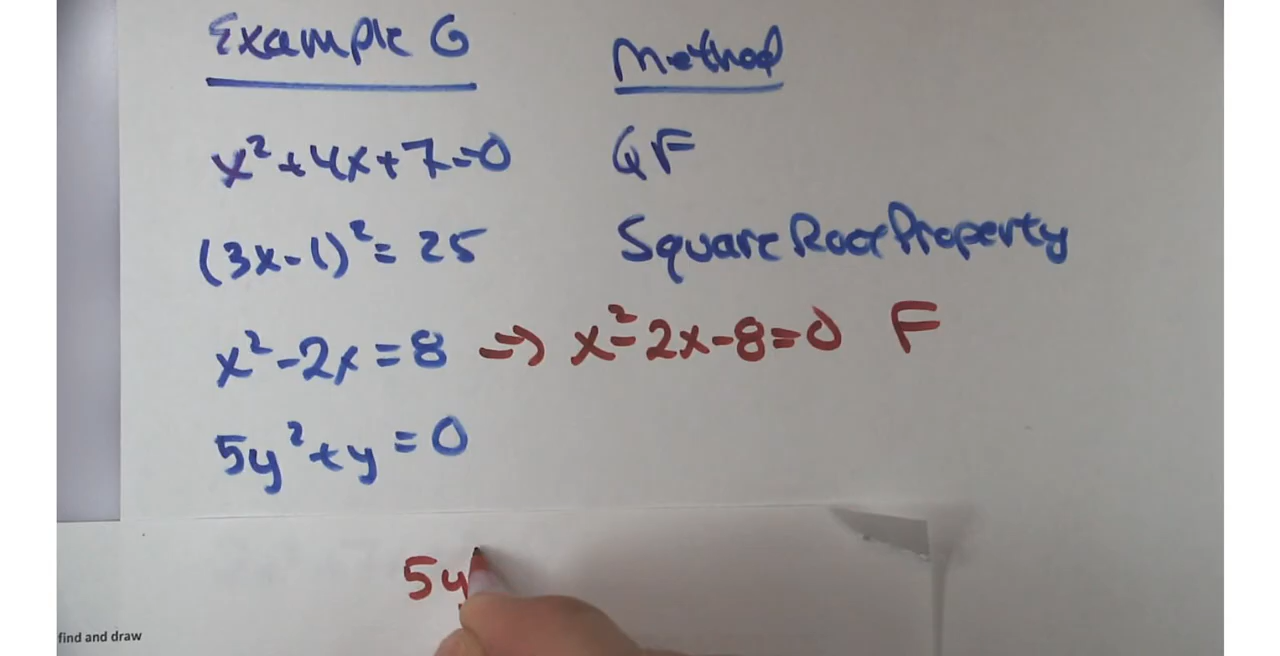 Example G Method
x²+4x+7=0 QF
(3x-1)²=25 Square Root Property
x²-2x=8 => x²-2x-8=0 F
5y²+y=0
5y
find and draw